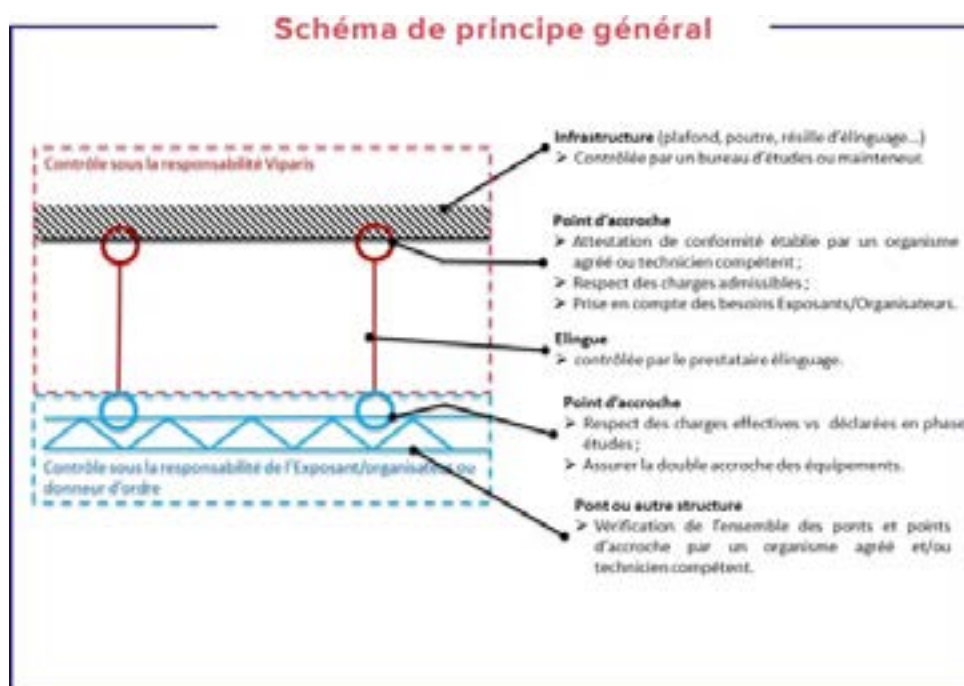 Schéma de principe général
Contrôle sous la responsabilité Viparis
Infrastructure (plafond, poutre, résille d'élinguage...)
➢ Contrôlée par un bureau d'études ou mainteneur.
Point d'accroche
➢ Attestation de conformité établie par un organisme
agréé ou technicien compétent ;
➢ Respect des charges admissibles ;
➢ Prise en compte des besoins Exposants/Organisateurs.
Elingue
➢ contrôlée par le prestataire élinguage.
Point d'accroche
➢ Respect des charges effectives vs déclarées en phase
études ;
➢ Assurer la double accroche des équipements.
Contrôle sous la responsabilité de l'Exposant/organisateur ou
donneur d'ordre
Pont ou autre structure
➢ Vérification de l'ensemble des ponts et points
d'accroche par un organisme agréé et/ou
technicien compétent.